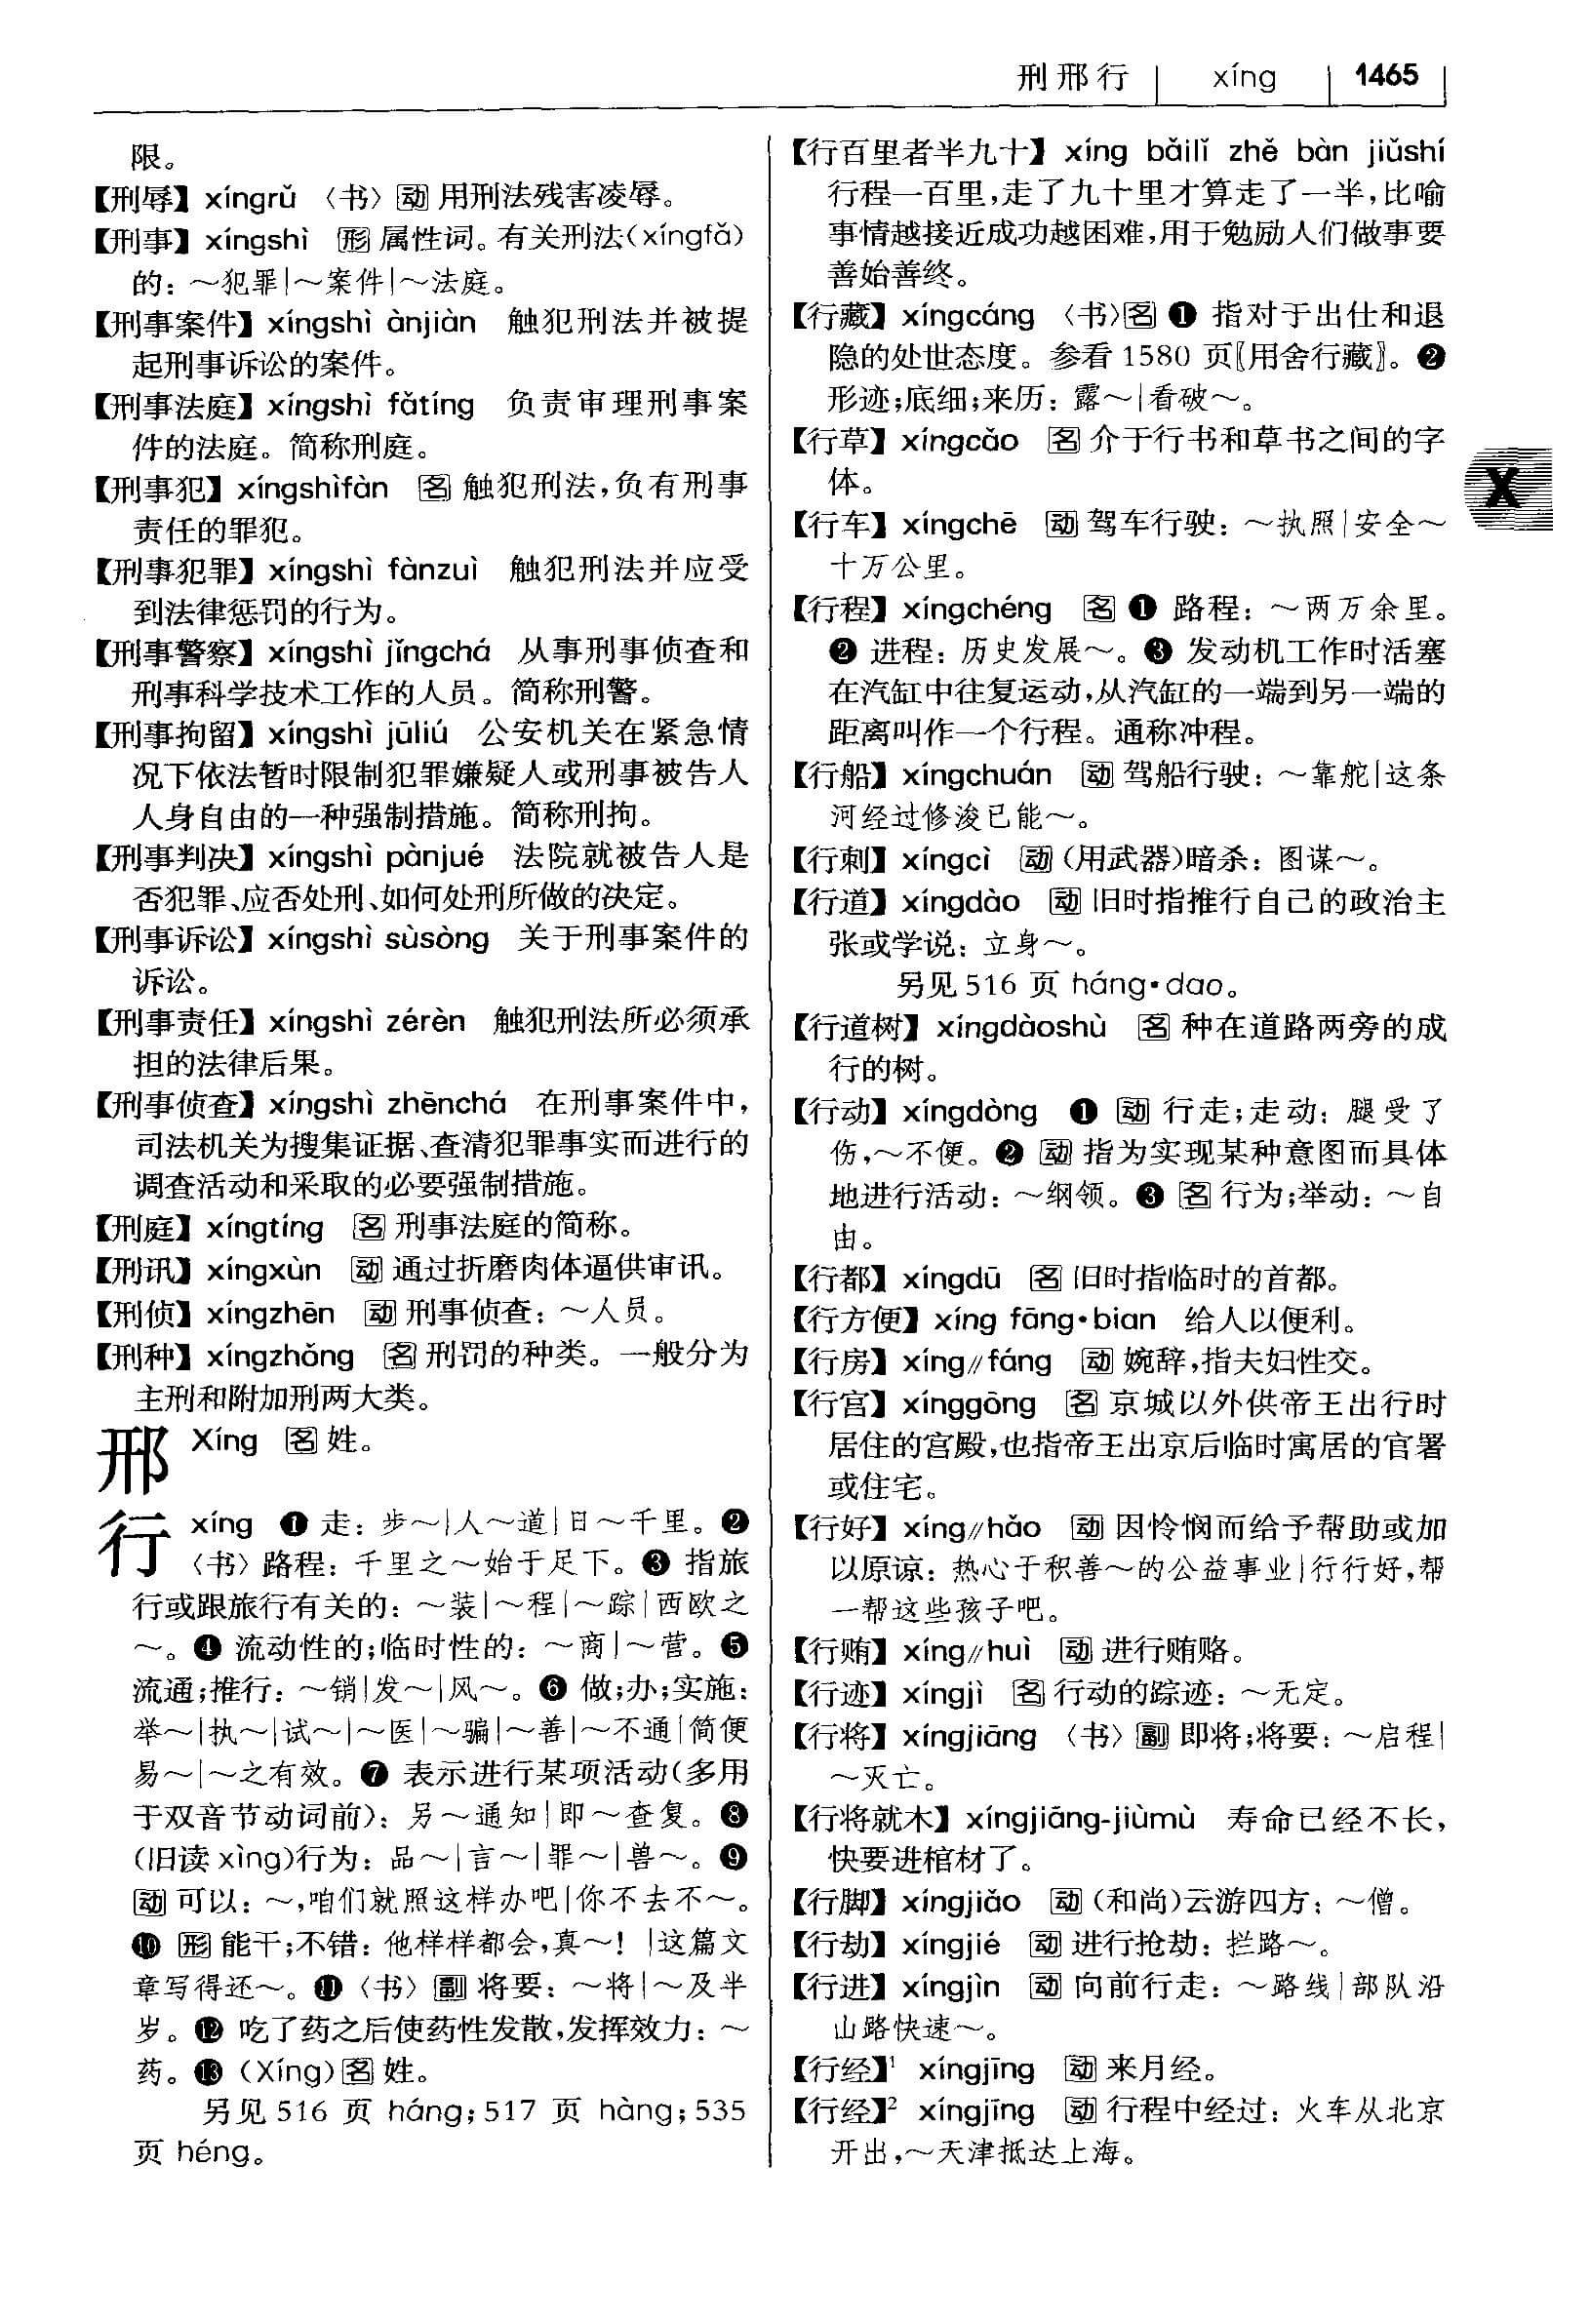 刑邢行 | xíng | 1465
限。
【刑辱】xíngrǔ 〈书〉动 用刑法残害凌辱。
【刑事】xíngshì 形 属性词。有关刑法(xíngfǎ)
的：～犯罪|～案件|～法庭。
【刑事案件】xíngshì ànjiàn 触犯刑法并被提
起刑事诉讼的案件。
【刑事法庭】xíngshì fǎtíng 负责审理刑事案
件的法庭。简称刑庭。
【刑事犯】xíngshìfàn 名 触犯刑法，负有刑事
责任的罪犯。
【刑事犯罪】xíngshì fànzuì 触犯刑法并应受
到法律惩罚的行为。
【刑事警察】xíngshì jǐngchá 从事刑事侦查和
刑事科学技术工作的人员。简称刑警。
【刑事拘留】xíngshì jūliú 公安机关在紧急情
况下依法暂时限制犯罪嫌疑人或刑事被告人
人身自由的一种强制措施。简称刑拘。
【刑事判决】xíngshì pànjué 法院就被告人是
否犯罪、应否处刑、如何处刑所做的决定。
【刑事诉讼】xíngshì sùsòng 关于刑事案件的
诉讼。
【刑事责任】xíngshì zérèn 触犯刑法所必须承
担的法律后果。
【刑事侦查】xíngshì zhēnchá 在刑事案件中，
司法机关为搜集证据、查清犯罪事实而进行的
调查活动和采取的必要强制措施。
【刑庭】xíngtíng 名 刑事法庭的简称。
【刑讯】xíngxùn 动 通过折磨肉体逼供审讯。
【刑侦】xíngzhēn 动 刑事侦查：～人员。
【刑种】xíngzhǒng 名 刑罚的种类。一般分为
主刑和附加刑两大类。
邢 Xíng 名 姓。
行 xíng ❶ 走：步～|人～道|日～千里。❷
〈书〉路程：千里之～始于足下。❸ 指旅
行或跟旅行有关的：～装|～程|～踪|西欧之
～。❹ 流动性的；临时性的：～商|～营。❺
流通；推行：～销|发～|风～。❻ 做；办；实施：
举～|执～|试～|～医|～骗|～善|～不通|简便
易～|～之有效。❼ 表示进行某项活动(多用
于双音节动词前)：另～通知|即～查复。❽
(旧读 xìng)行为：品～|言～|罪～|兽～。❾
动 可以：～，咱们就照这样办吧|你不去不～。
❿ 形 能干；不错：他样样都会，真～！|这篇文
章写得还～。⓫〈书〉副 将要：～将|～及半
岁。⓬ 吃了药之后使药性发散，发挥效力：～
药。⓭ (Xíng) 名 姓。
另见 516 页 háng；517 页 hàng；535
页 héng。
【行百里者半九十】xíng bǎilǐ zhě bàn jiǔshí
行程一百里，走了九十里才算走了一半，比喻
事情越接近成功越困难，用于勉励人们做事要
善始善终。
【行藏】xíngcáng 〈书〉名 ❶ 指对于出仕和退
隐的处世态度。参看 1580 页〖用舍行藏〗。❷
形迹；底细；来历：露～|看破～。
【行草】xíngcǎo 名 介于行书和草书之间的字
体。
【行车】xíngchē 动 驾车行驶：～执照|安全～
十万公里。
【行程】xíngchéng 名 ❶ 路程：～两万余里。
❷ 进程：历史发展～。❸ 发动机工作时活塞
在汽缸中往复运动，从汽缸的一端到另一端的
距离叫作一个行程。通称冲程。
【行船】xíngchuán 动 驾船行驶：～靠舵|这条
河经过修浚已能～。
【行刺】xíngcì 动 (用武器)暗杀：图谋～。
【行道】xíngdào 动 旧时指推行自己的政治主
张或学说：立身～。
另见 516 页 háng·dao。
【行道树】xíngdàoshù 名 种在道路两旁的成
行的树。
【行动】xíngdòng ❶ 动 行走；走动：腿受了
伤，～不便。❷ 动 指为实现某种意图而具体
地进行活动：～纲领。❸ 名 行为；举动：～自
由。
【行都】xíngdū 名 旧时指临时的首都。
【行方便】xíng fāng·bian 给人以便利。
【行房】xíng//fáng 动 婉辞，指夫妇性交。
【行宫】xínggōng 名 京城以外供帝王出行时
居住的宫殿，也指帝王出京后临时寓居的官署
或住宅。
【行好】xíng//hǎo 动 因怜悯而给予帮助或加
以原谅：热心于积善～的公益事业|行行好，帮
一帮这些孩子吧。
【行贿】xíng//huì 动 进行贿赂。
【行迹】xíngjì 名 行动的踪迹：～无定。
【行将】xíngjiāng 〈书〉副 即将；将要：～启程|
～灭亡。
【行将就木】xíngjiāng-jiùmù 寿命已经不长，
快要进棺材了。
【行脚】xíngjiǎo 动 (和尚)云游四方：～僧。
【行劫】xíngjié 动 进行抢劫：拦路～。
【行进】xíngjìn 动 向前行走：～路线|部队沿
山路快速～。
【行经】¹ xíngjīng 动 来月经。
【行经】² xíngjīng 动 行程中经过：火车从北京
开出，～天津抵达上海。
X